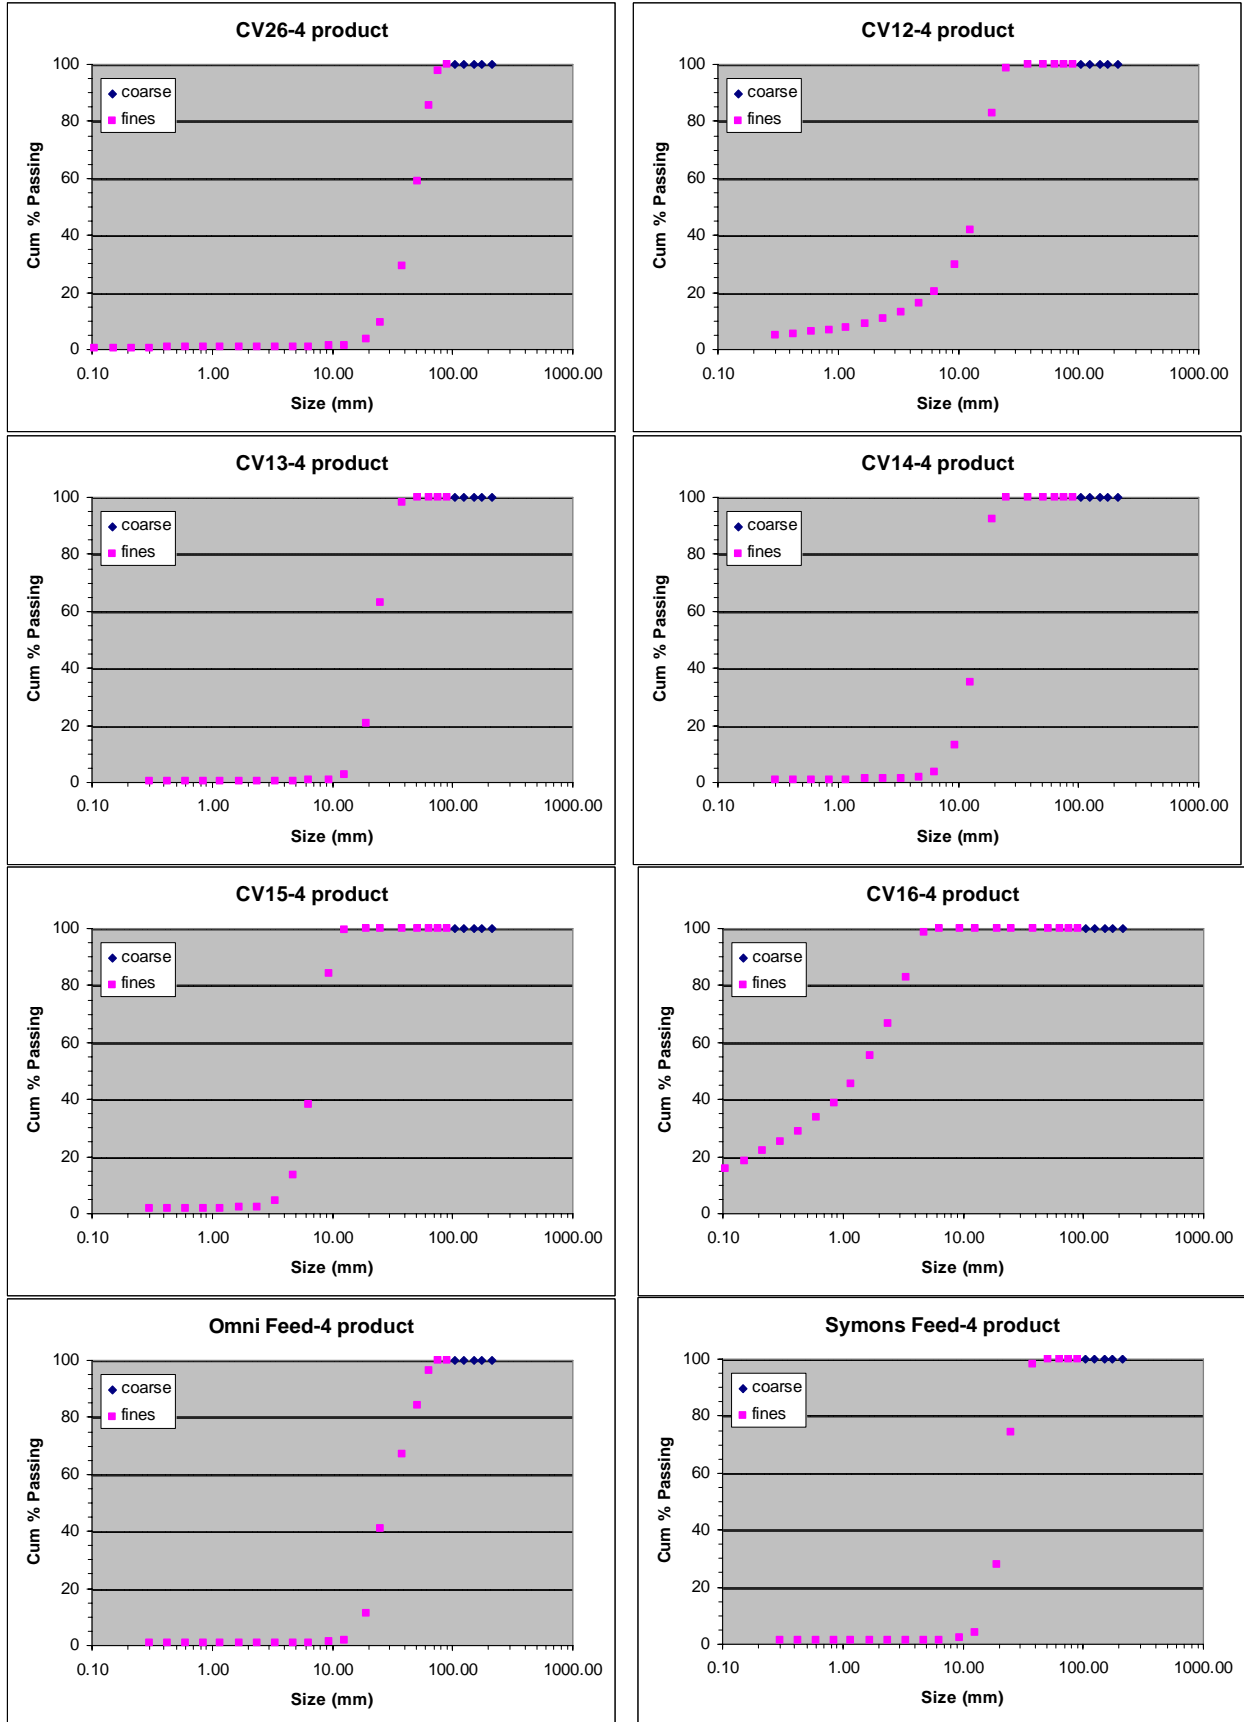 CV26-4 product
100
80
60
40
20
0
Cum % Passing
coarse
fines
0.10 1.00 10.00 100.00 1000.00
Size (mm)
CV12-4 product
100
80
60
40
20
0
Cum % Passing
coarse
fines
0.10 1.00 10.00 100.00 1000.00
Size (mm)
CV13-4 product
100
80
60
40
20
0
Cum % Passing
coarse
fines
0.10 1.00 10.00 100.00 1000.00
Size (mm)
CV14-4 product
100
80
60
40
20
0
Cum % Passing
coarse
fines
0.10 1.00 10.00 100.00 1000.00
Size (mm)
CV15-4 product
100
80
60
40
20
0
Cum % Passing
coarse
fines
0.10 1.00 10.00 100.00 1000.00
Size (mm)
CV16-4 product
100
80
60
40
20
0
Cum % Passing
coarse
fines
0.10 1.00 10.00 100.00 1000.00
Size (mm)
Omni Feed-4 product
100
80
60
40
20
0
Cum % Passing
coarse
fines
0.10 1.00 10.00 100.00 1000.00
Size (mm)
Symons Feed-4 product
100
80
60
40
20
0
Cum % Passing
coarse
fines
0.10 1.00 10.00 100.00 1000.00
Size (mm)